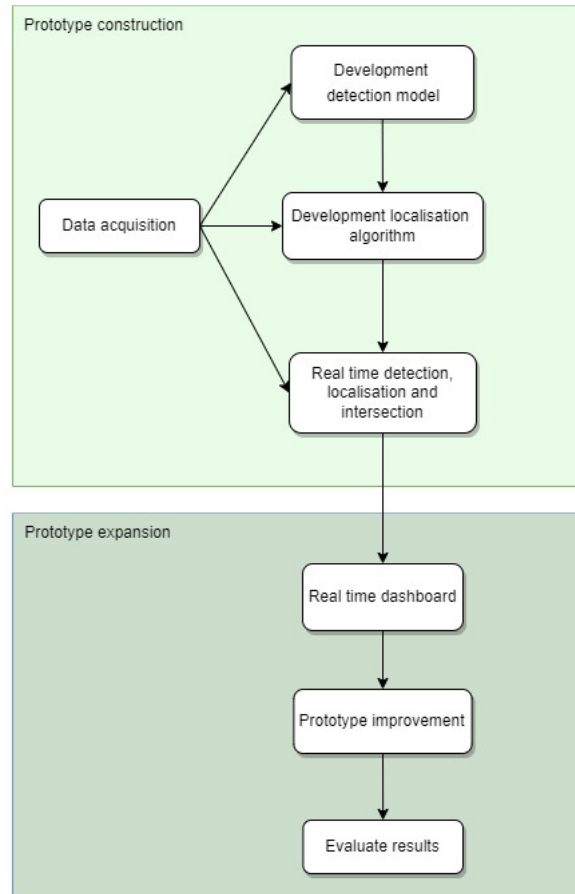 Prototype construction
Development
detection model
Data acquisition
Development localisation
algorithm
Real time detection,
localisation and
intersection
Prototype expansion
Real time dashboard
Prototype improvement
Evaluate results